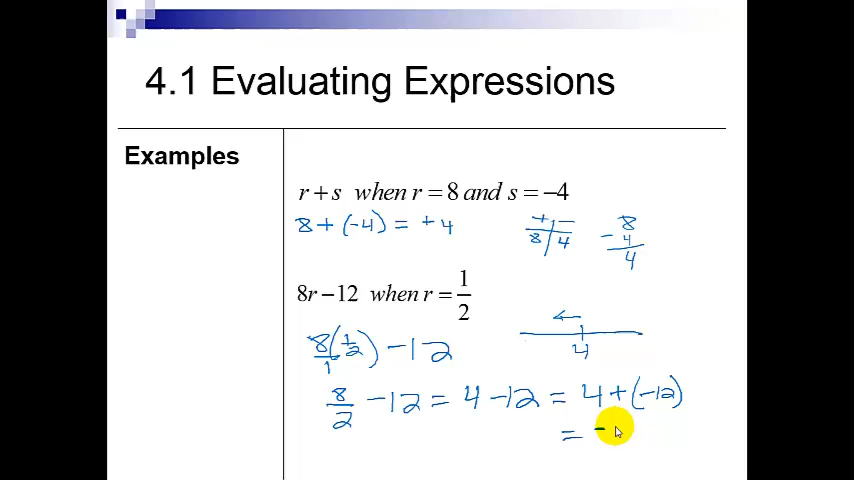 4.1 Evaluating Expressions
Examples
r + s when r = 8 and s = −4
8 + (-4) = +4
+ −
8 4
8
- 4
4
8r − 12 when r = 1/2
8/1 (1/2) - 12
4
8/2 - 12 = 4 - 12 = 4 + (-12)
= -